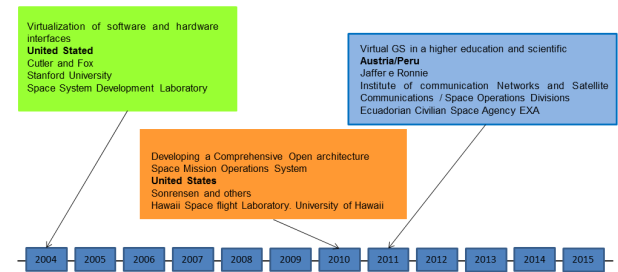 Virtualization of software and hardware
interfaces
United Stated
Cutler and Fox
Stanford University
Space System Development Laboratory
Virtual GS in a higher education and scientific
Austria/Peru
Jaffer e Ronnie
Institute of communication Networks and Satellite
Communications / Space Operations Divisions
Ecuadorian Civilian Space Agency EXA
Developing a Comprehensive Open architecture
Space Mission Operations System
United States
Sonrensen and others
Hawaii Space flight Laboratory. University of Hawaii
2004 2005 2006 2007 2008 2009 2010 2011 2012 2013 2014 2015